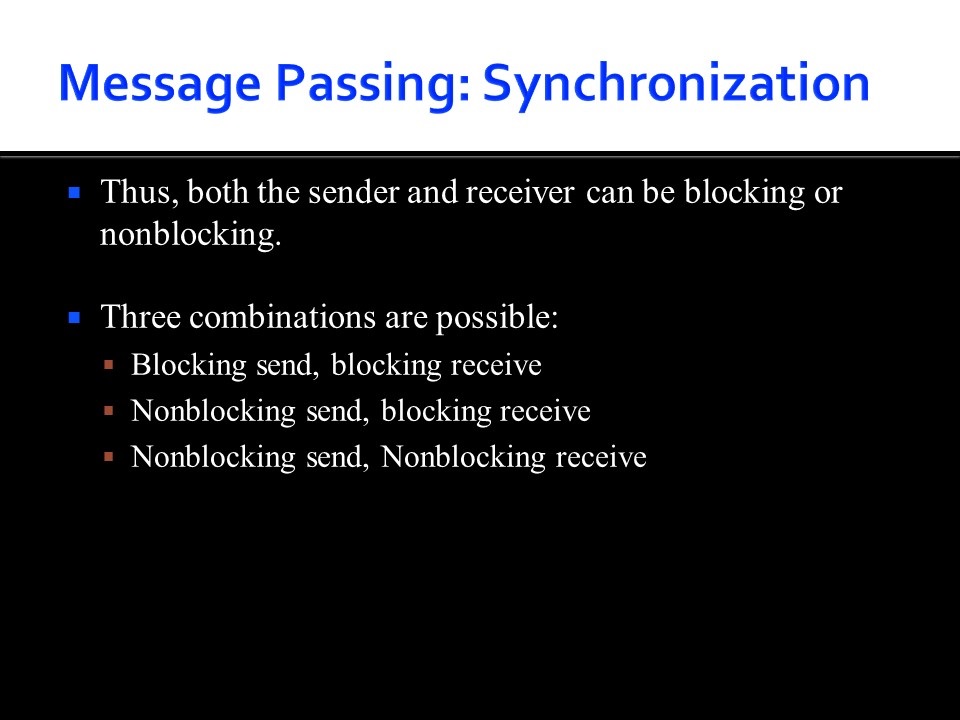 Message Passing: Synchronization
Thus, both the sender and receiver can be blocking or
nonblocking.
Three combinations are possible:
Blocking send, blocking receive
Nonblocking send, blocking receive
Nonblocking send, Nonblocking receive